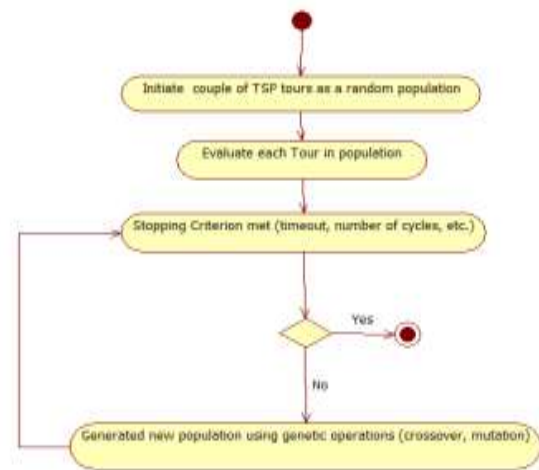 Initiate couple of TSP tours as a random population
Evaluate each Tour in population
Stopping Criterion met (timeout, number of cycles, etc.)
Yes
No
Generated new population using genetic operations (crossover, mutation)